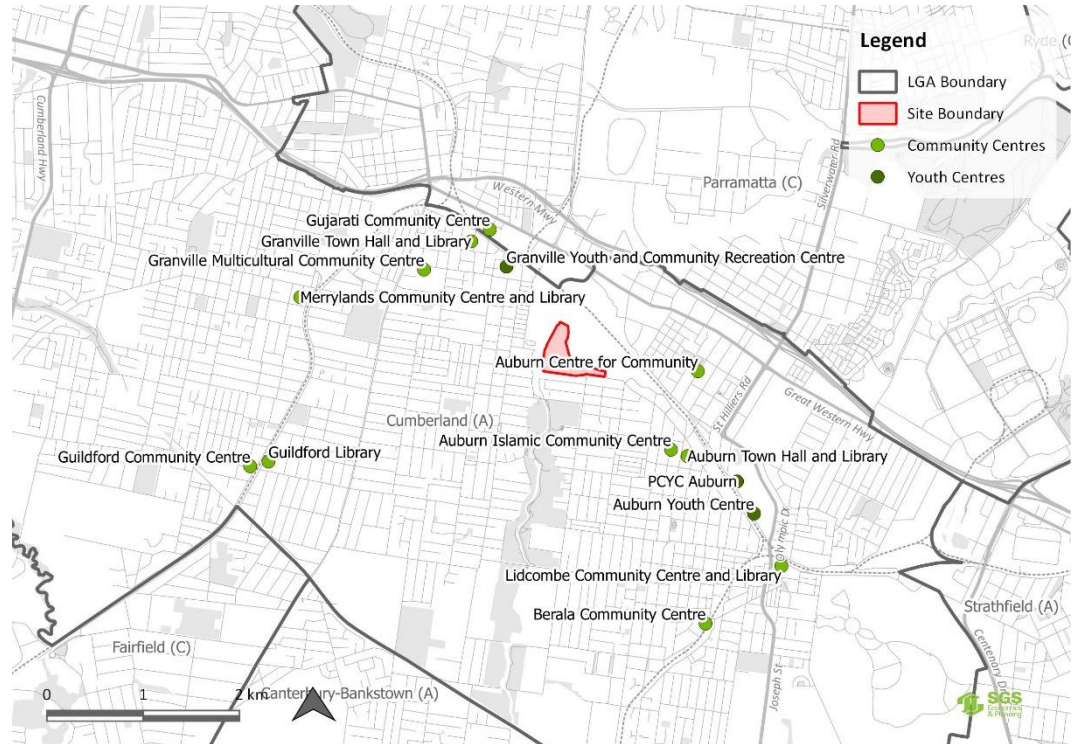 Legend
LGA Boundary
Site Boundary
Community Centres
Youth Centres
Ryde (C
Cumberland Hwy
Western Mwy
Silverwater Rd
Parramatta (C)
Gujarati Community Centre
Granville Town Hall and Library
Granville Multicultural Community Centre
Granville Youth and Community Recreation Centre
Merrylands Community Centre and Library
Auburn Centre for Community
St Hilliers Rd
Great Western Hwy
Cumberland (A)
Auburn Islamic Community Centre
Auburn Town Hall and Library
Guildford Community Centre
Guildford Library
PCYC Auburn
Auburn Youth Centre
Olympic D
Lidcombe Community Centre and Library
Berala Community Centre
Strathfield (A)
Centenary Dr
Joseph St
Fairfield (C)
Canterbury-Bankstown (A)
0 1 2 km
SGS
Economics
& Planning